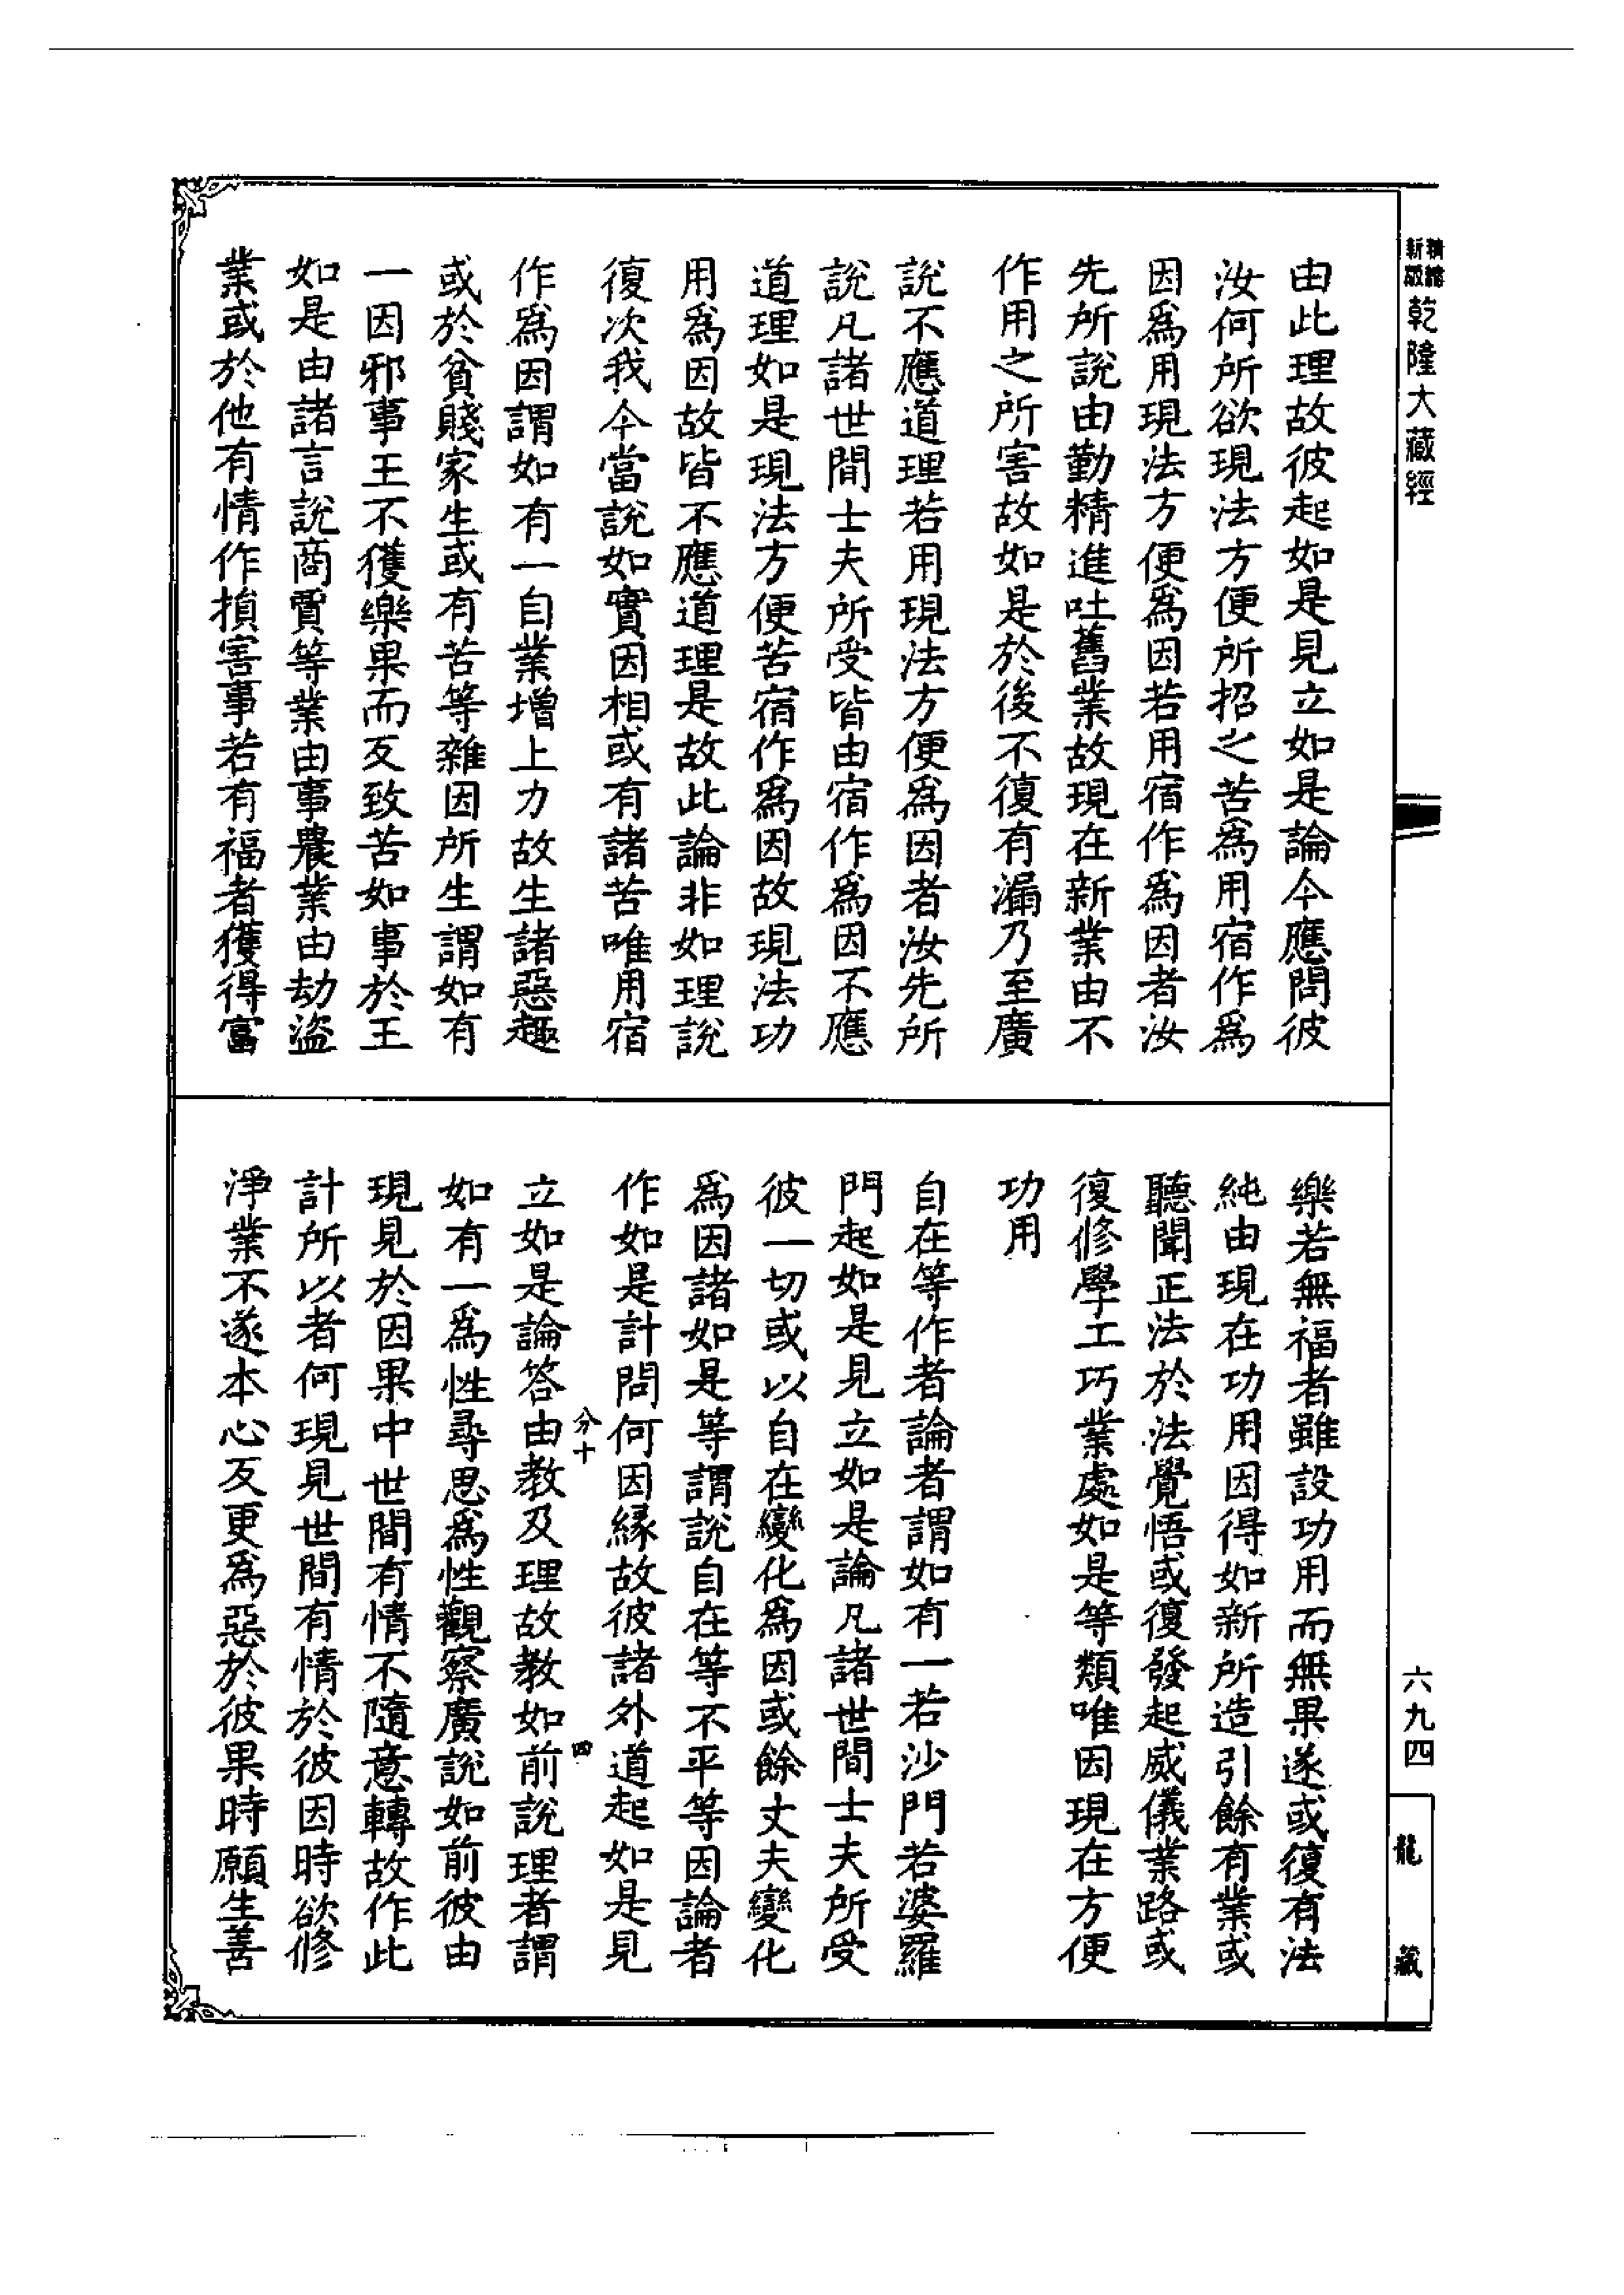 精繕新版乾隆大藏經
六九四
龍藏
由此理故彼起如是見立如是論今應問彼
汝何所欲現法方便所招之苦為用宿作為
因為用現法方便為因若用宿作為因者汝
先所說由勤精進吐舊業故現在新業由不
作用之所害故如是於後不復有漏乃至廣
說不應道理若用現法方便為因者汝先所
說凡諸世間士夫所受皆由宿作為因不應
道理如是現法方便苦宿作為因故現法功
用為因故皆不應道理是故此論非如理說
復次我今當說如實因相或有諸苦唯用宿
作為因謂如有一自業增上力故生諸惡趣
或於貧賤家生或有苦等雜因所生謂如有
一因邪事王不獲樂果而反致苦如事於王
如是由諸言說商賈等業由事農業由劫盜
業或於他有情作損害事若有福者獲得富
樂若無福者雖設功用而無果遂或復有法
純由現在功用因得如新所造引餘有業或
聽聞正法於法覺悟或復發起威儀業路或
復修學工巧業處如是等類唯因現在方便
功用
自在等作者論者謂如有一若沙門若婆羅
門起如是見立如是論凡諸世間士夫所受
彼一切或以自在變化為因或餘丈夫變化
為因諸如是等謂說自在等不平等因論者
作如是計問何因緣故彼諸外道起如是見
分十 四
立如是論答由教及理故教如前說理者謂
如有一為性尋思為性觀察廣說如前彼由
現見於因果中世間有情不隨意轉故作此
計所以者何現見世間有情於彼因時欲修
淨業不遂本心反更為惡於彼果時願生善